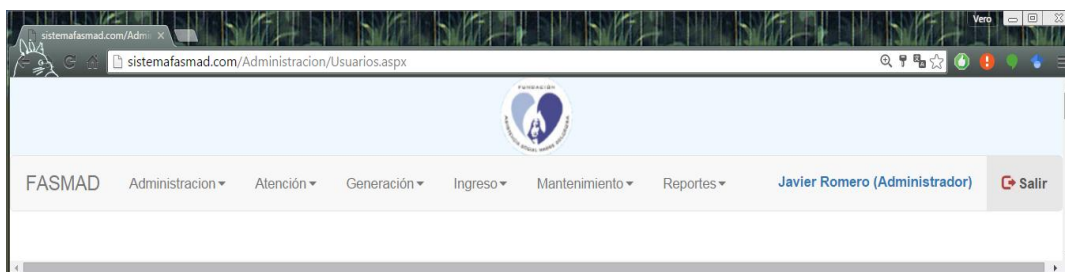 Vero
sistemafasmad.com/Admi
sistemafasmad.com/Administracion/Usuarios.aspx
FUNDACIÓN
FASMAD Administracion Atención Generación Ingreso Mantenimiento Reportes Javier Romero (Administrador) Salir